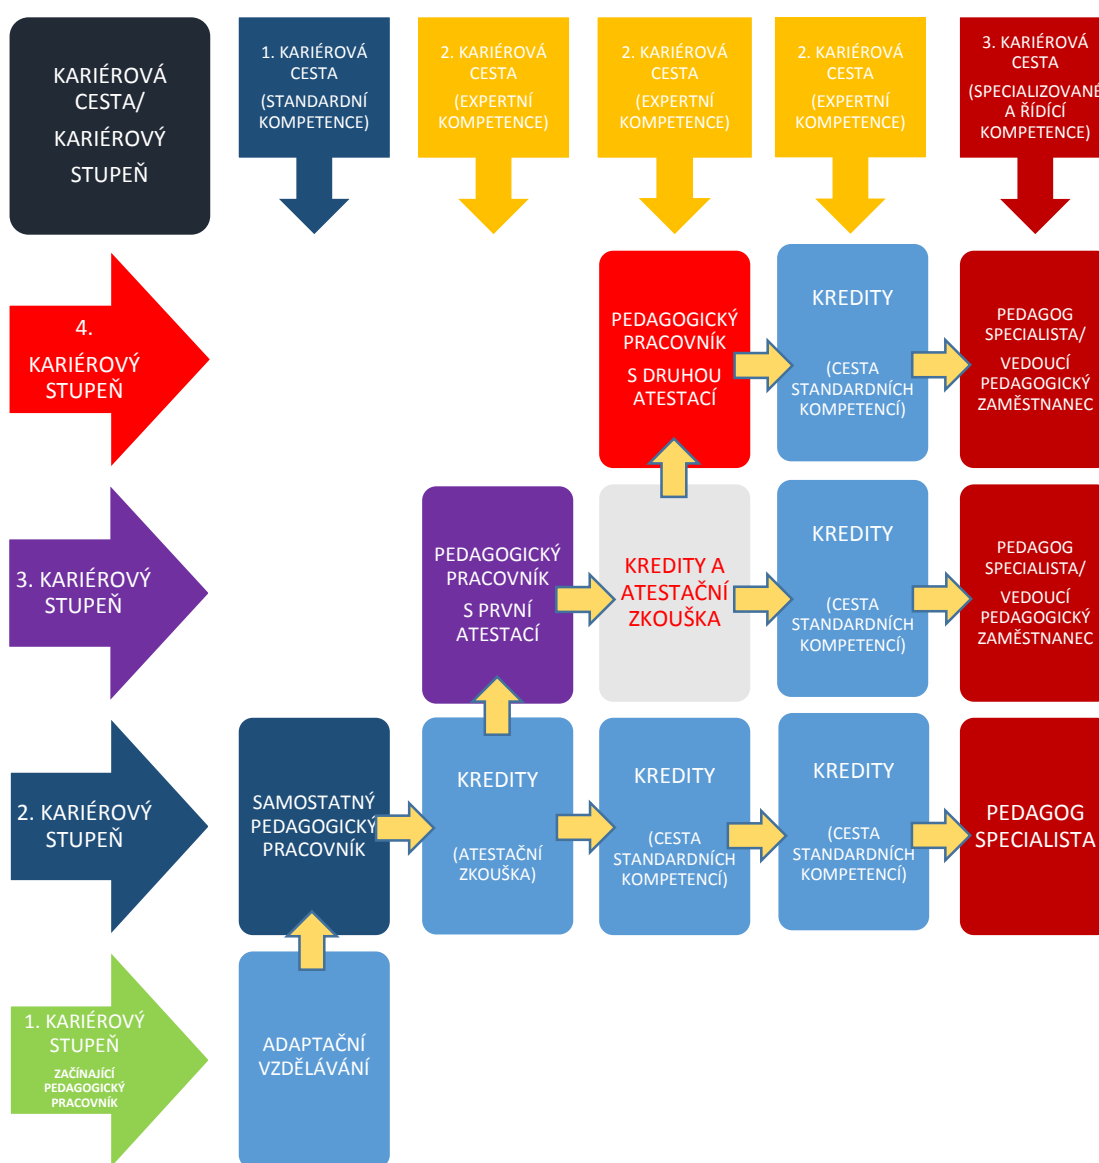 KARIÉROVÁ
CESTA/
KARIÉROVÝ
STUPEŇ
1. KARIÉROVÁ
CESTA
(STANDARDNÍ
KOMPETENCE)
2. KARIÉROVÁ
CESTA
(EXPERTNÍ
KOMPETENCE)
2. KARIÉROVÁ
CESTA
(EXPERTNÍ
KOMPETENCE)
2. KARIÉROVÁ
CESTA
(EXPERTNÍ
KOMPETENCE)
3. KARIÉROVÁ
CESTA
(SPECIALIZOVANÉ
A ŘÍDÍCÍ
KOMPETENCE)
4.
KARIÉROVÝ
STUPEŇ
PEDAGOGICKÝ
PRACOVNÍK
S DRUHOU
ATESTACÍ
KREDITY
(CESTA
STANDARDNÍCH
KOMPETENCÍ)
PEDAGOG
SPECIALISTA/
VEDOUCÍ
PEDAGOGICKÝ
ZAMĚSTNANEC
3. KARIÉROVÝ
STUPEŇ
PEDAGOGICKÝ
PRACOVNÍK
S PRVNÍ
ATESTACÍ
KREDITY A
ATESTAČNÍ
ZKOUŠKA
KREDITY
(CESTA
STANDARDNÍCH
KOMPETENCÍ)
PEDAGOG
SPECIALISTA/
VEDOUCÍ
PEDAGOGICKÝ
ZAMĚSTNANEC
2. KARIÉROVÝ
STUPEŇ
SAMOSTATNÝ
PEDAGOGICKÝ
PRACOVNÍK
KREDITY
(ATESTAČNÍ
ZKOUŠKA)
KREDITY
(CESTA
STANDARDNÍCH
KOMPETENCÍ)
KREDITY
(CESTA
STANDARDNÍCH
KOMPETENCÍ)
PEDAGOG
SPECIALISTA
1. KARIÉROVÝ
STUPEŇ
ZAČÍNAJÍCÍ
PEDAGOGICKÝ
PRACOVNÍK
ADAPTAČNÍ
VZDĚLÁVÁNÍ